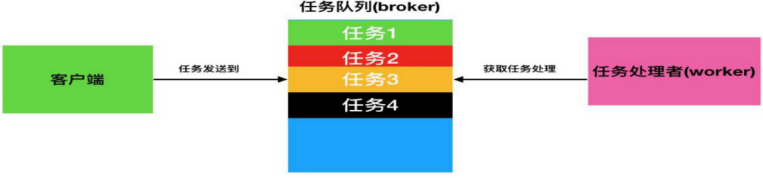 任务队列(broker)
任务1
任务2
任务3
任务4
客户端
任务发送到
获取任务处理
任务处理者(worker)